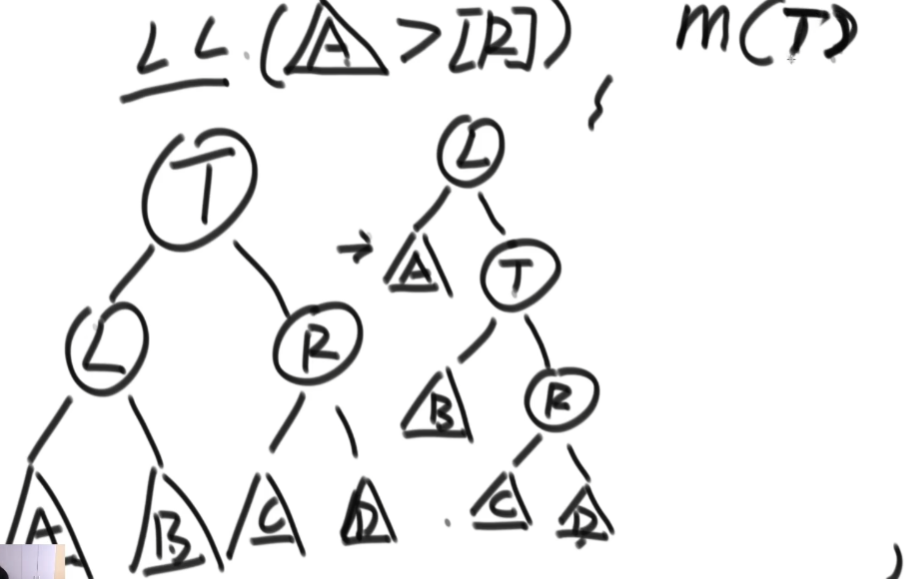 LL. (A > [R]) m(T)
{
T
L
→
L R
A T
B R
A B C D C D
}